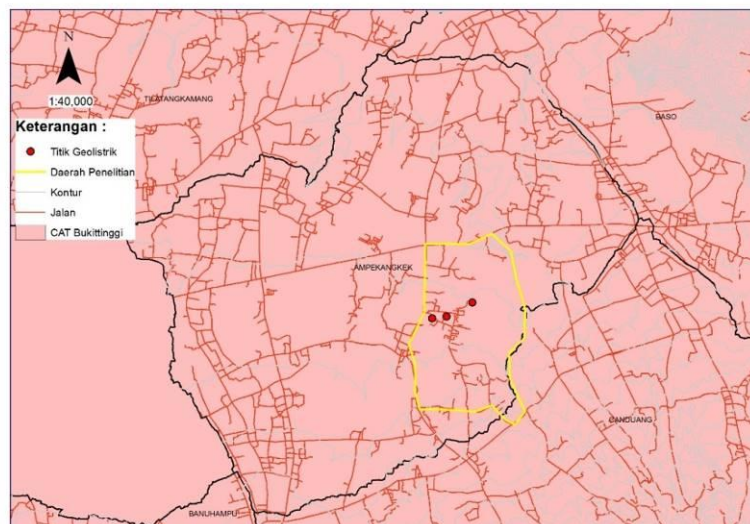 N
1:40,000
Keterangan :
Titik Geolistrik
Daerah Penelitian
Kontur
Jalan
CAT Bukittinggi
TILATANGKAMANG
BASO
AMPEKANGKEK
CANDUANG
BANUHAMPU